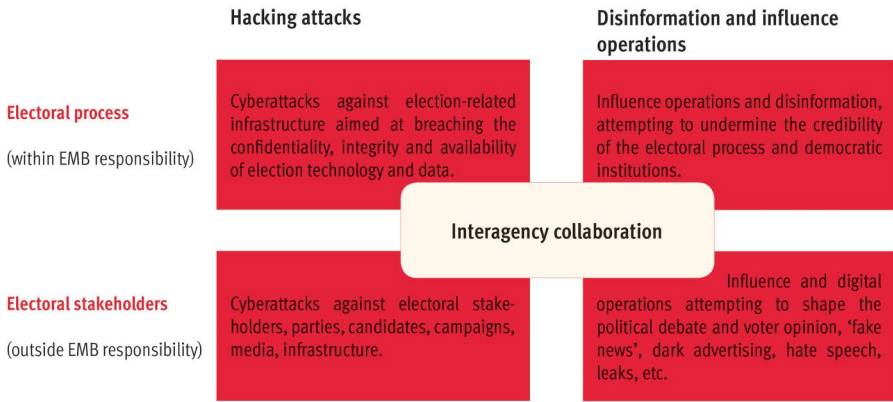 Hacking attacks
Disinformation and influence
operations
Electoral process
(within EMB responsibility)
Cyberattacks against election-related
infrastructure aimed at breaching the
confidentiality, integrity and availability
of election technology and data.
Influence operations and disinformation,
attempting to undermine the credibility
of the electoral process and democratic
institutions.
Interagency collaboration
Electoral stakeholders
(outside EMB responsibility)
Cyberattacks against electoral stake-
holders, parties, candidates, campaigns,
media, infrastructure.
Influence and digital
operations attempting to shape the
political debate and voter opinion, ‘fake
news’, dark advertising, hate speech,
leaks, etc.